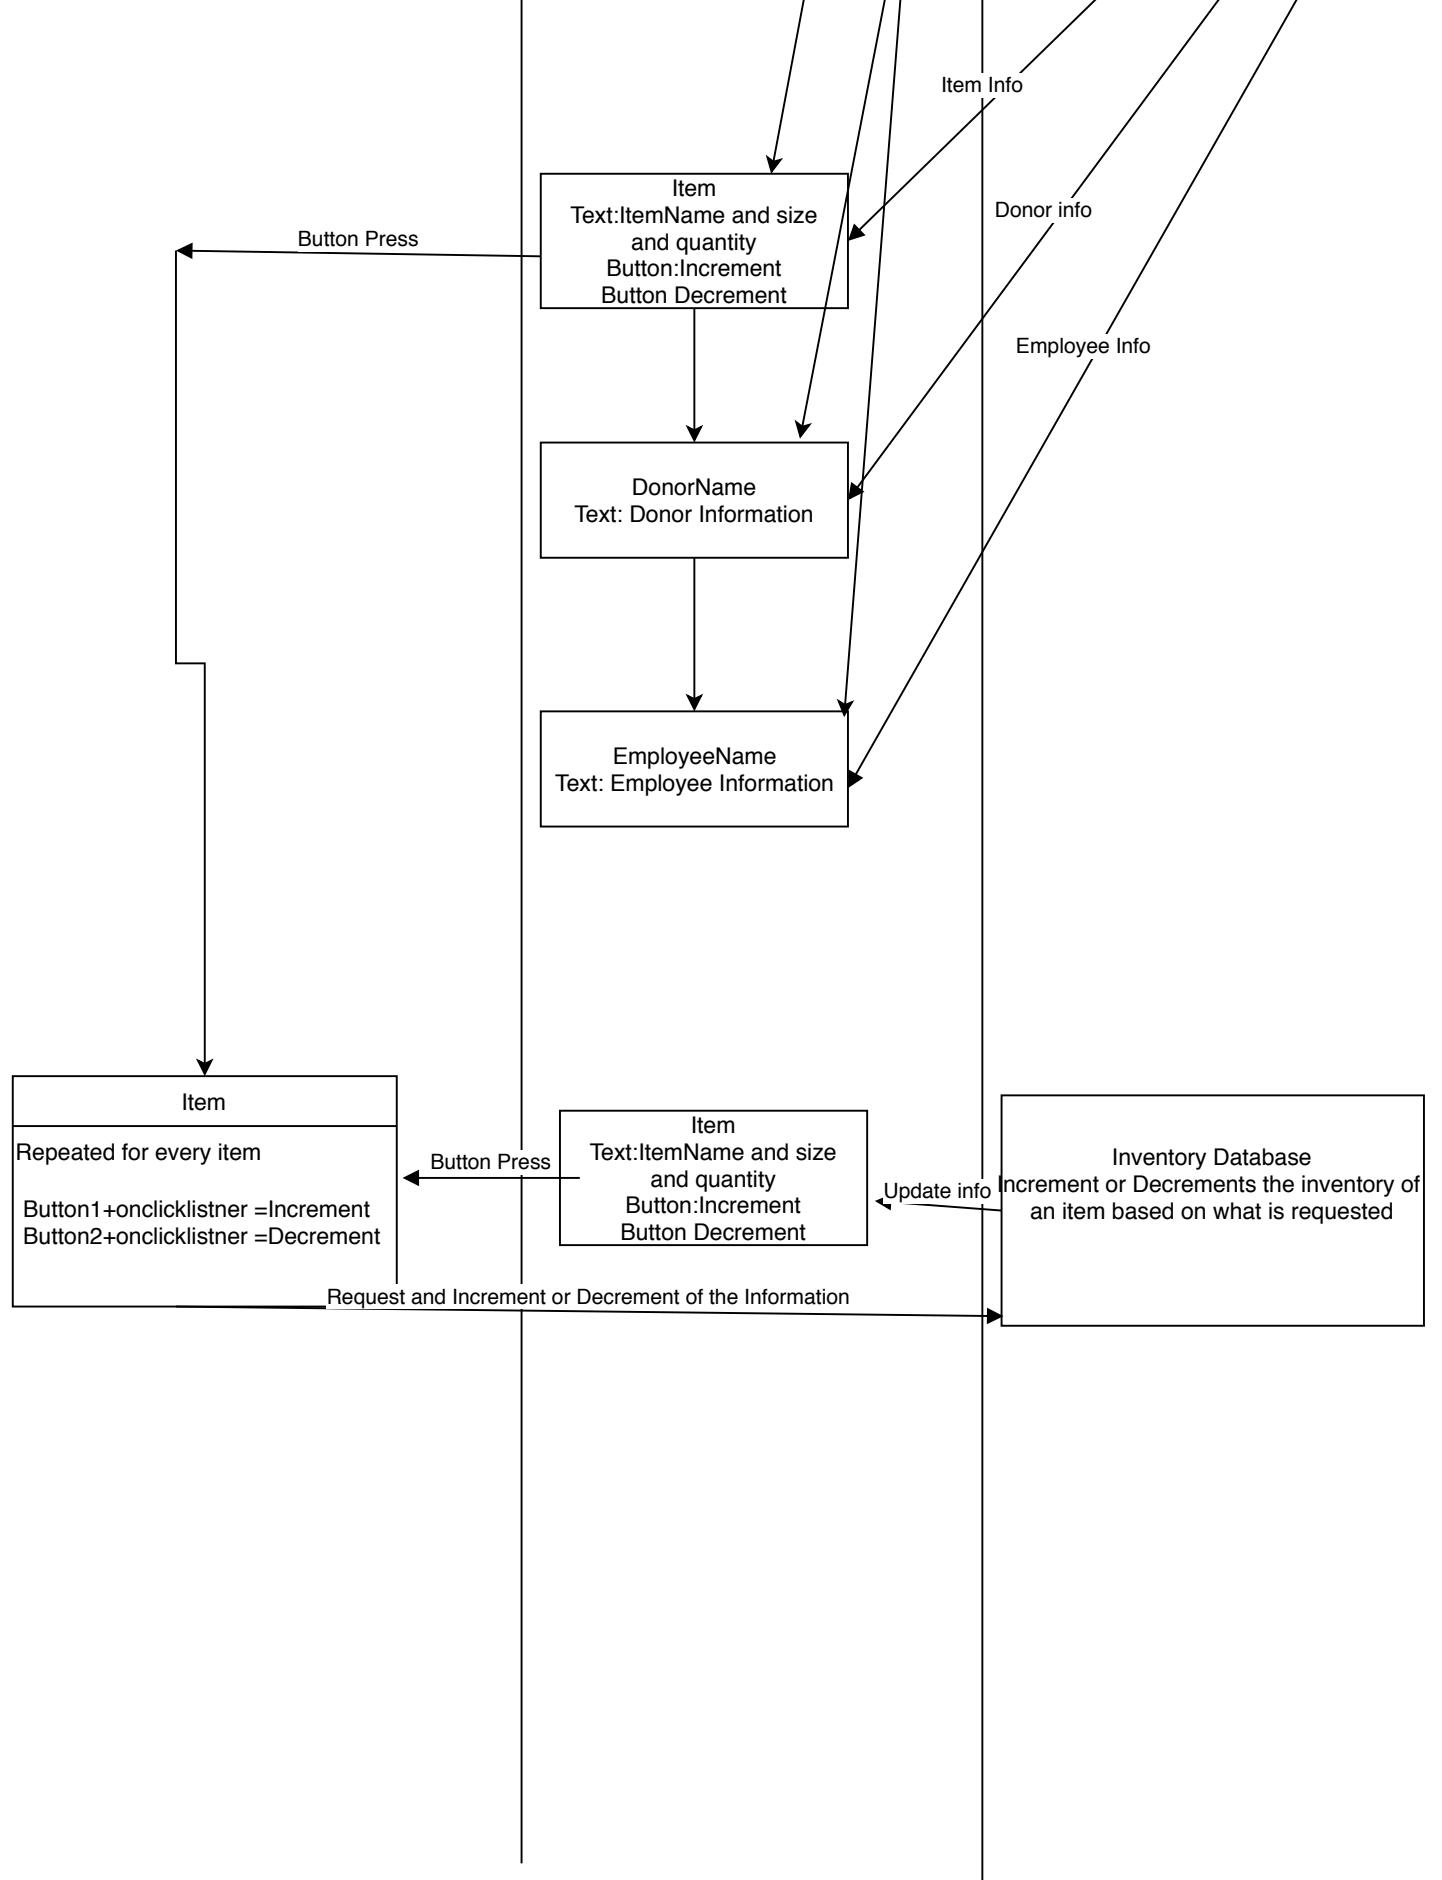 Item Info
Item
Text:ItemName and size
and quantity
Button:Increment
Button Decrement
Donor info
Button Press
Employee Info
DonorName
Text: Donor Information
EmployeeName
Text: Employee Information
Item
Repeated for every item
Button1+onclicklistner =Increment
Button2+onclicklistner =Decrement
Button Press
Item
Text:ItemName and size
and quantity
Button:Increment
Button Decrement
Update info
Inventory Database
Increment or Decrements the inventory of
an item based on what is requested
Request and Increment or Decrement of the Information